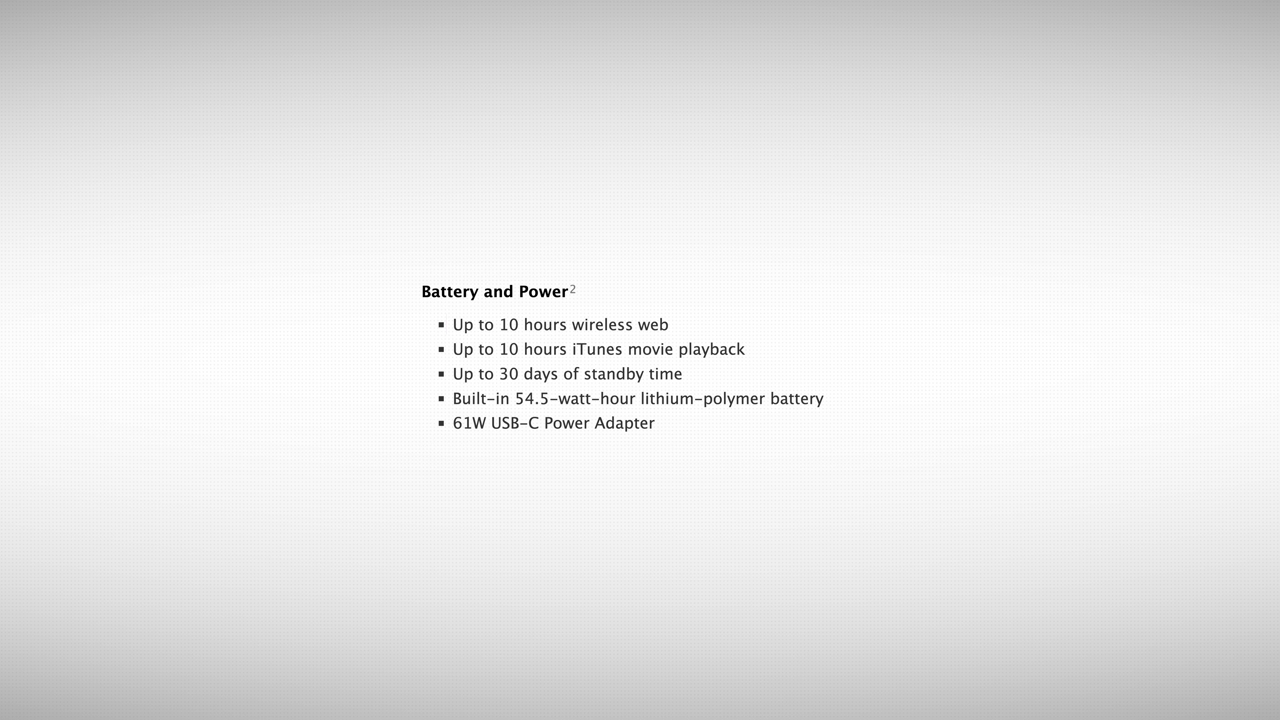 Battery and Power2
▪ Up to 10 hours wireless web
▪ Up to 10 hours iTunes movie playback
▪ Up to 30 days of standby time
▪ Built-in 54.5-watt-hour lithium-polymer battery
▪ 61W USB-C Power Adapter